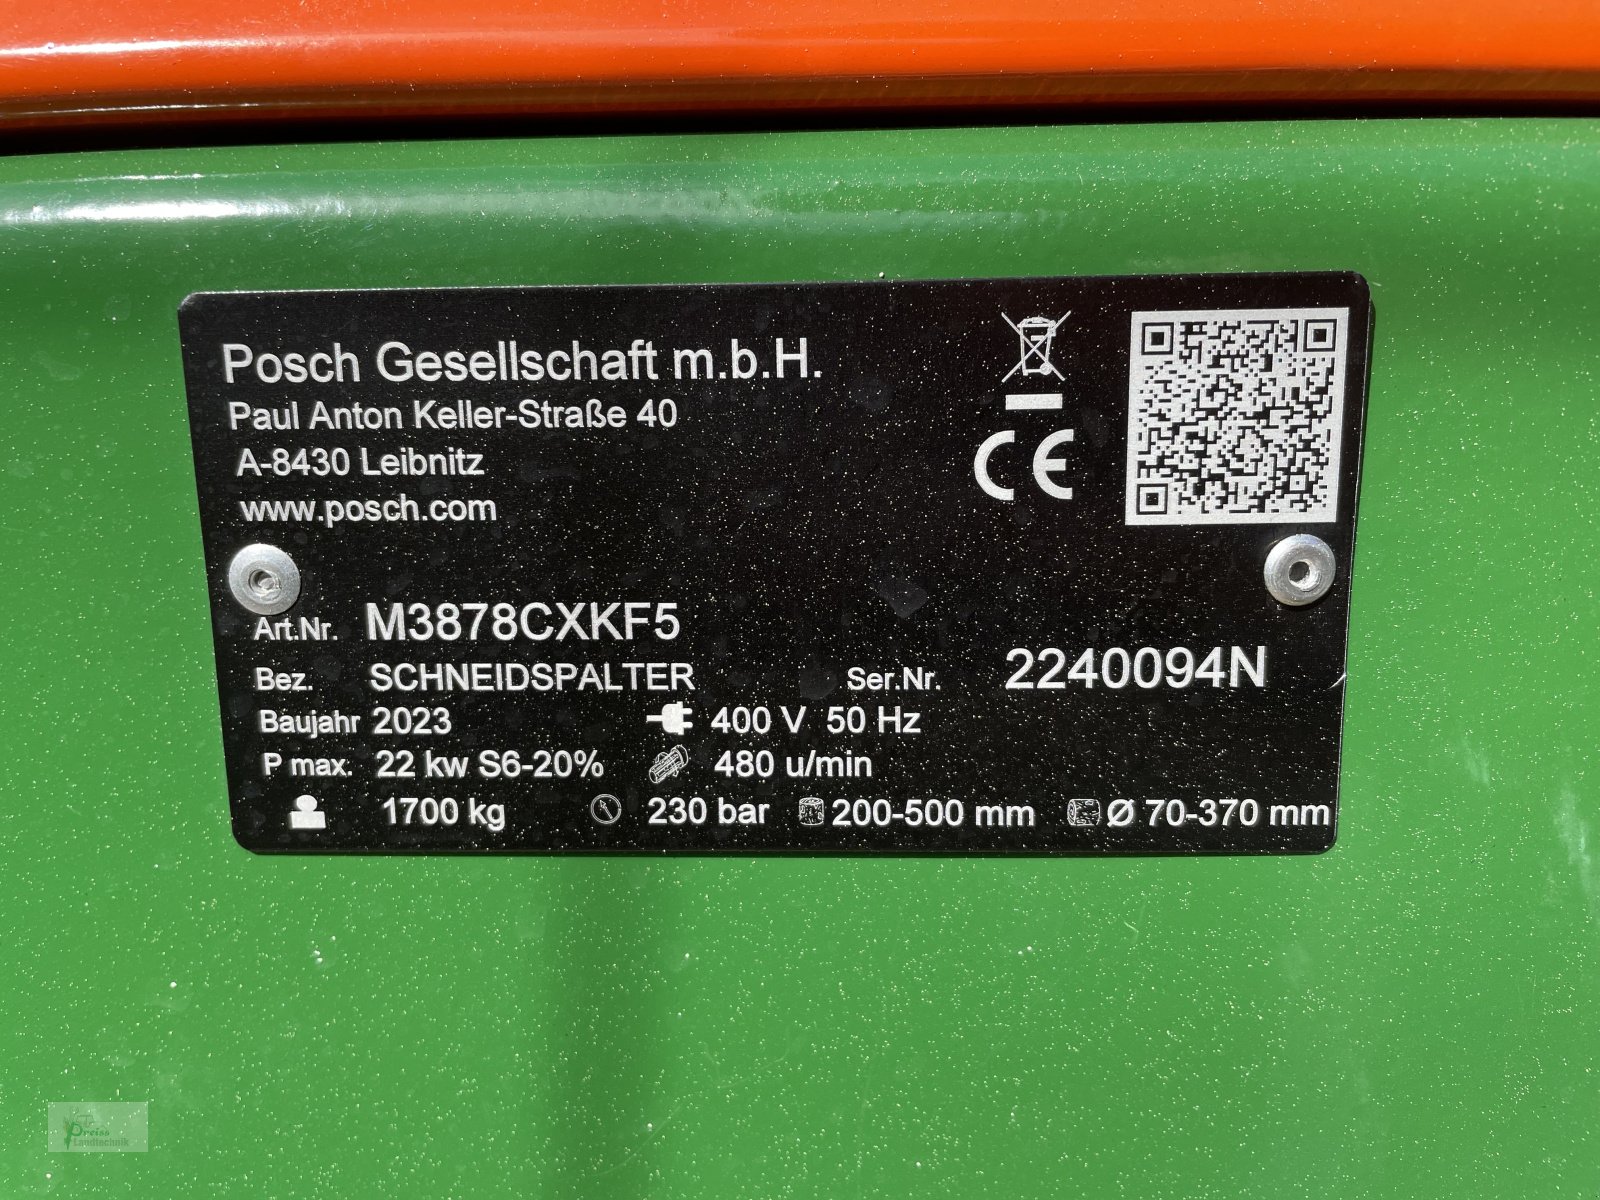 Posch Gesellschaft m.b.H.
Paul Anton Keller-Straße 40
A-8430 Leibnitz
www.posch.com
CE
Art.Nr. M3878CXKF5
Bez. SCHNEIDSPALTER Ser.Nr. 2240094N
Baujahr 2023 400 V 50 Hz
P max. 22 kw S6-20% 480 u/min
1700 kg 230 bar 200-500 mm Ø 70-370 mm
Preiss
Landtechnik